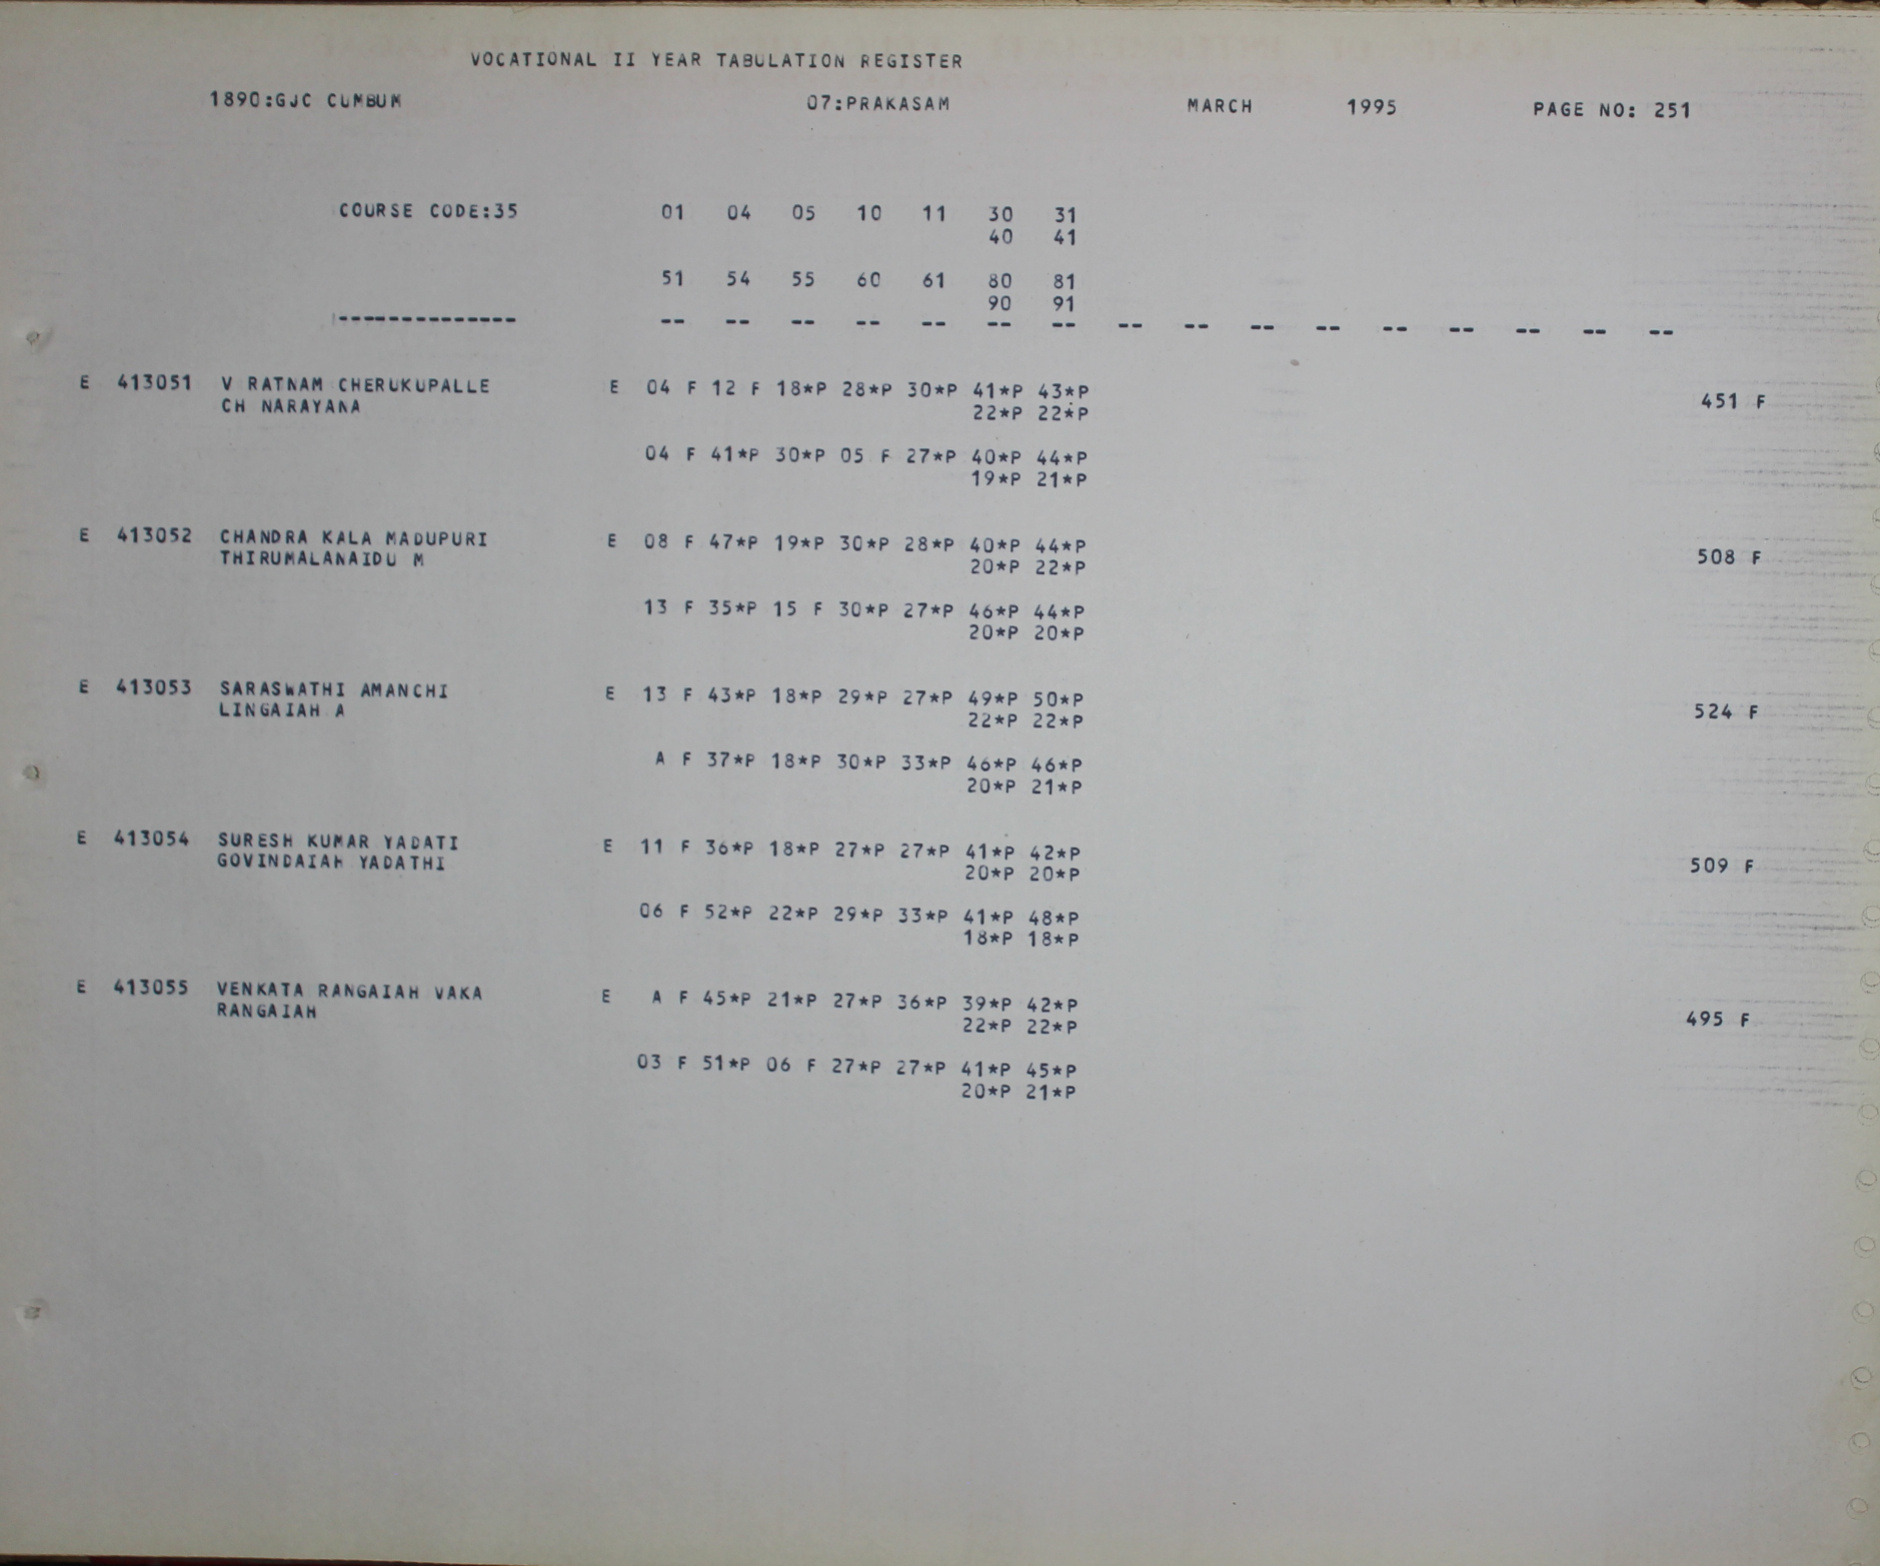 VOCATIONAL II YEAR TABULATION REGISTER
1890:GJC CUMBUM 07:PRAKASAM MARCH 1995 PAGE NO: 251
COURSE CODE:35 01 04 05 10 11 30 31
40 41
51 54 55 60 61 80 81
90 91
-------------- -- -- -- -- -- -- -- -- -- -- -- -- -- -- -- --
E 413051 V RATNAM CHERUKUPALLE E 04 F 12 F 18*P 28*P 30*P 41*P 43*P
CH NARAYANA 22*P 22*P 451 F
04 F 41*P 30*P 05 F 27*P 40*P 44*P
19*P 21*P
E 413052 CHANDRA KALA MADUPURI E 08 F 47*P 19*P 30*P 28*P 40*P 44*P
THIRUMALANAIDU M 20*P 22*P 508 F
13 F 35*P 15 F 30*P 27*P 46*P 44*P
20*P 20*P
E 413053 SARASWATHI AMANCHI E 13 F 43*P 18*P 29*P 27*P 49*P 50*P
LINGAIAH A 22*P 22*P 524 F
A F 37*P 18*P 30*P 33*P 46*P 46*P
20*P 21*P
E 413054 SURESH KUMAR YADATI E 11 F 36*P 18*P 27*P 27*P 41*P 42*P
GOVINDAIAH YADATHI 20*P 20*P 509 F
06 F 52*P 22*P 29*P 33*P 41*P 48*P
18*P 18*P
E 413055 VENKATA RANGAIAH VAKA E A F 45*P 21*P 27*P 36*P 39*P 42*P
RANGAIAH 22*P 22*P 495 F
03 F 51*P 06 F 27*P 27*P 41*P 45*P
20*P 21*P